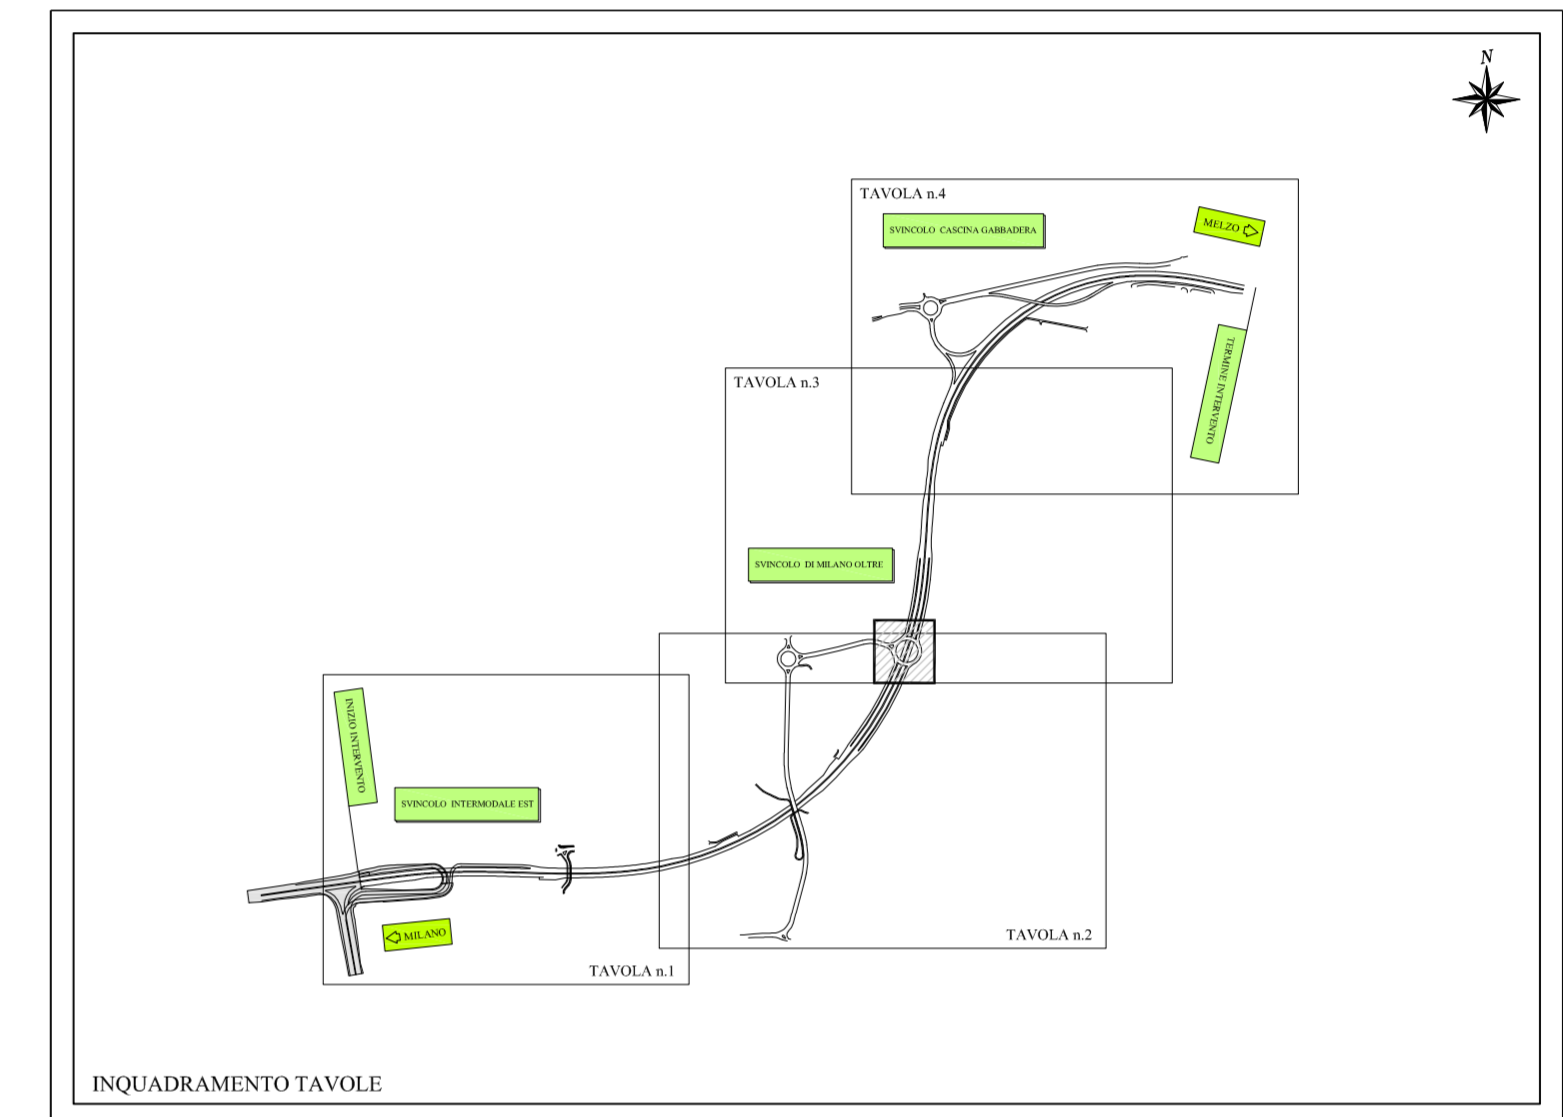 N
TAVOLA n.4
SVINCOLO CASCINA GABBADERA
MELZO
TERMINE INTERVENTO
TAVOLA n.3
SVINCOLO DI MILANO OLTRE
INIZIO INTERVENTO
SVINCOLO INTERMODALE EST
MILANO
TAVOLA n.2
TAVOLA n.1
INQUADRAMENTO TAVOLE